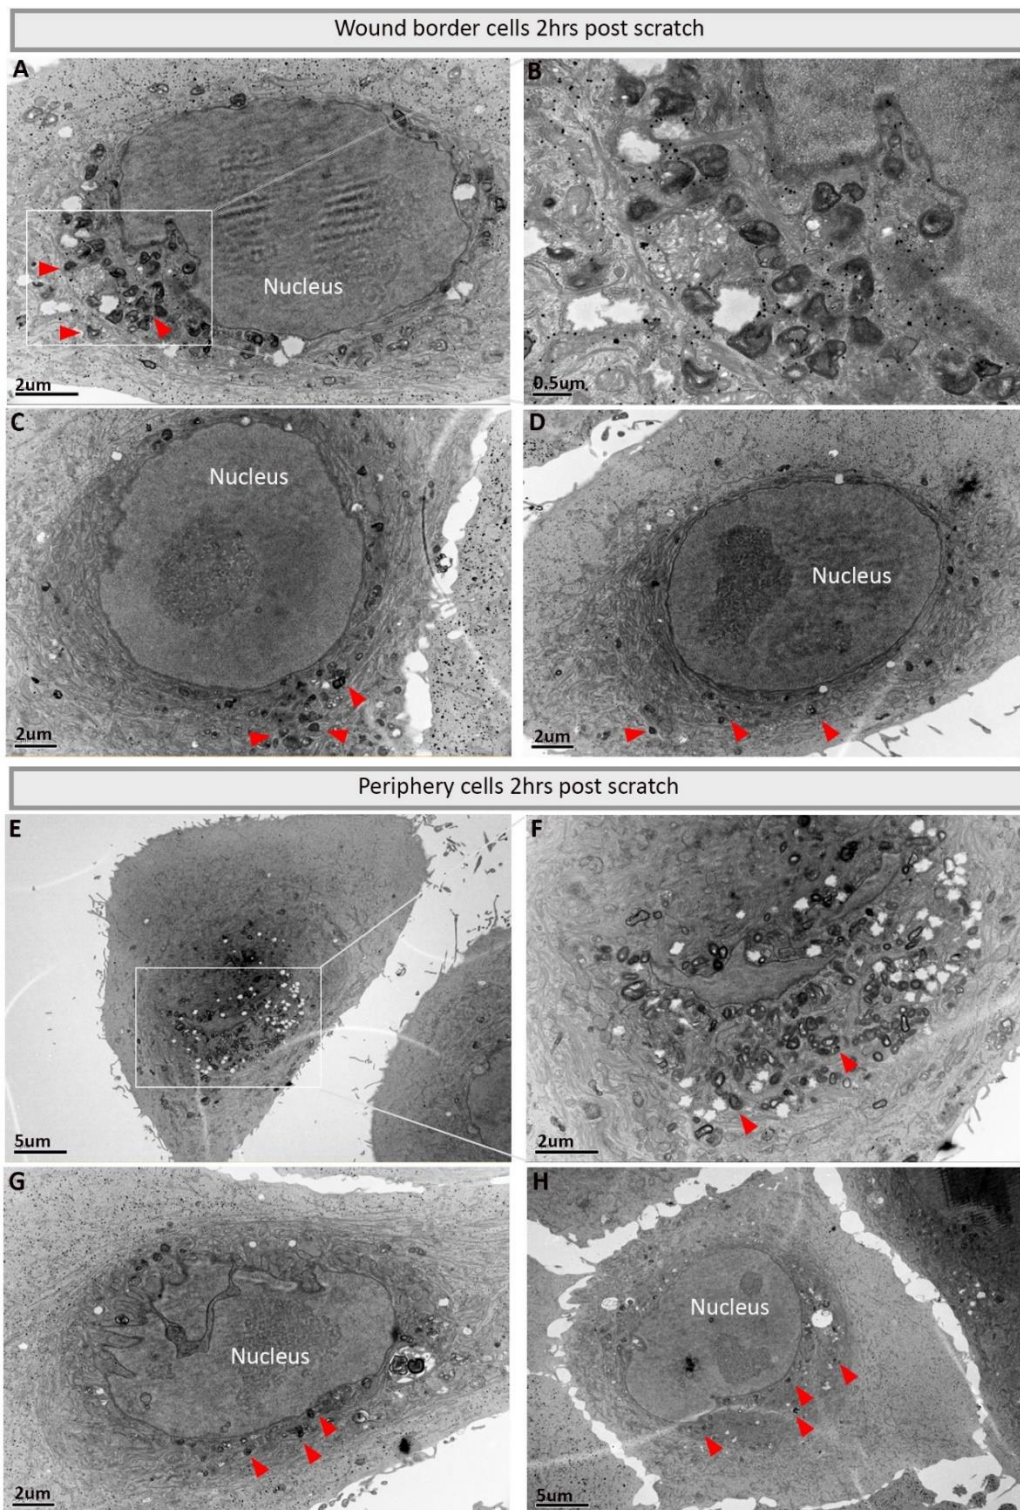 Wound border cells 2hrs post scratch
A
B
Nucleus
2um
0.5um
C
D
Nucleus
Nucleus
2um
2um
Periphery cells 2hrs post scratch
E
F
5um
2um
G
H
Nucleus
Nucleus
2um
5um